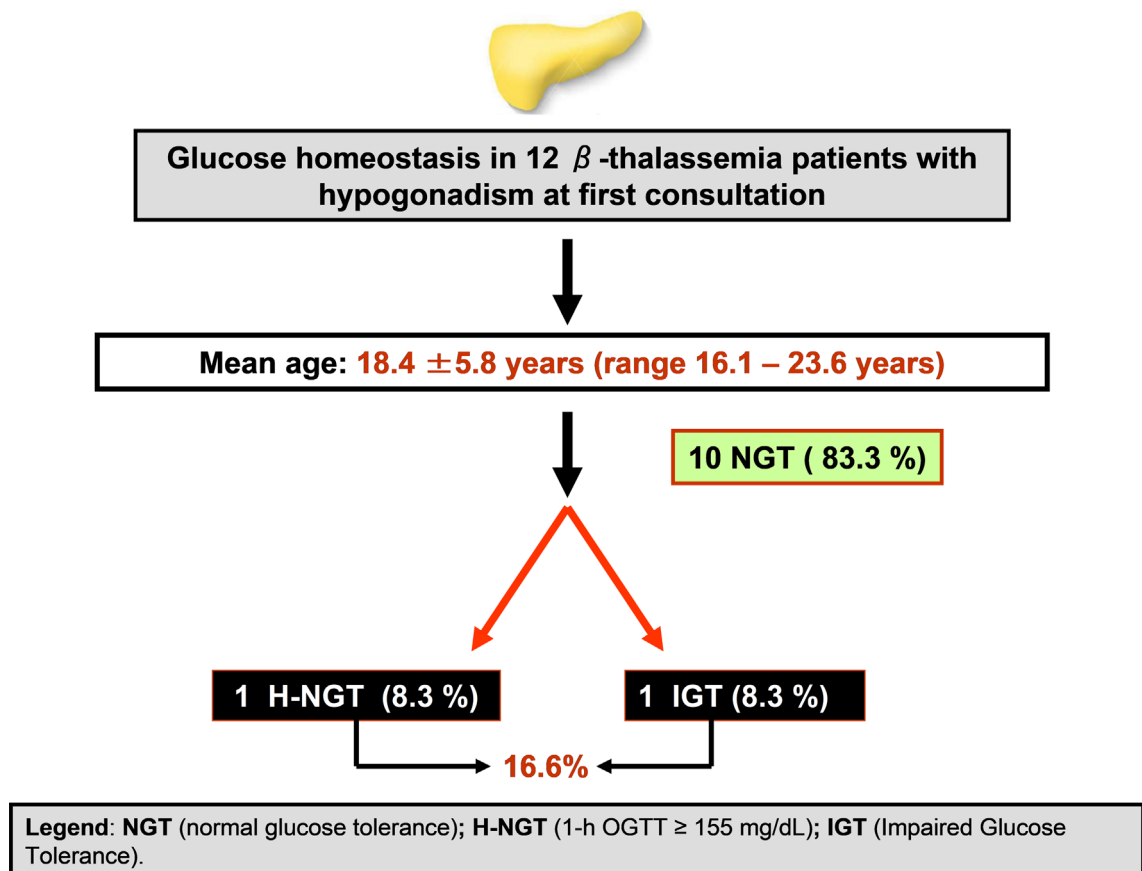 Glucose homeostasis in 12 β -thalassemia patients with
hypogonadism at first consultation
Mean age: 18.4 ±5.8 years (range 16.1 – 23.6 years)
10 NGT ( 83.3 %)
1 H-NGT (8.3 %)
1 IGT (8.3 %)
16.6%
Legend: NGT (normal glucose tolerance); H-NGT (1-h OGTT ≥ 155 mg/dL); IGT (Impaired Glucose
Tolerance).